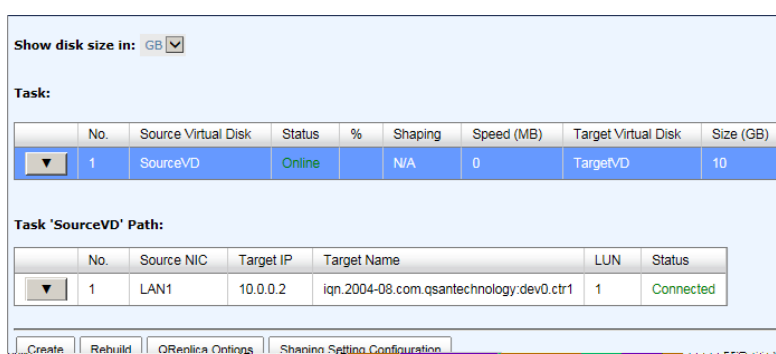 Show disk size in: GB
Task:
No. Source Virtual Disk Status % Shaping Speed (MB) Target Virtual Disk Size (GB)
1 SourceVD Online N/A 0 TargetVD 10
Task 'SourceVD' Path:
No. Source NIC Target IP Target Name LUN Status
1 LAN1 10.0.0.2 iqn.2004-08.com.qsantechnology:dev0.ctr1 1 Connected
Create Rebuild QReplica Options Shaping Setting Configuration